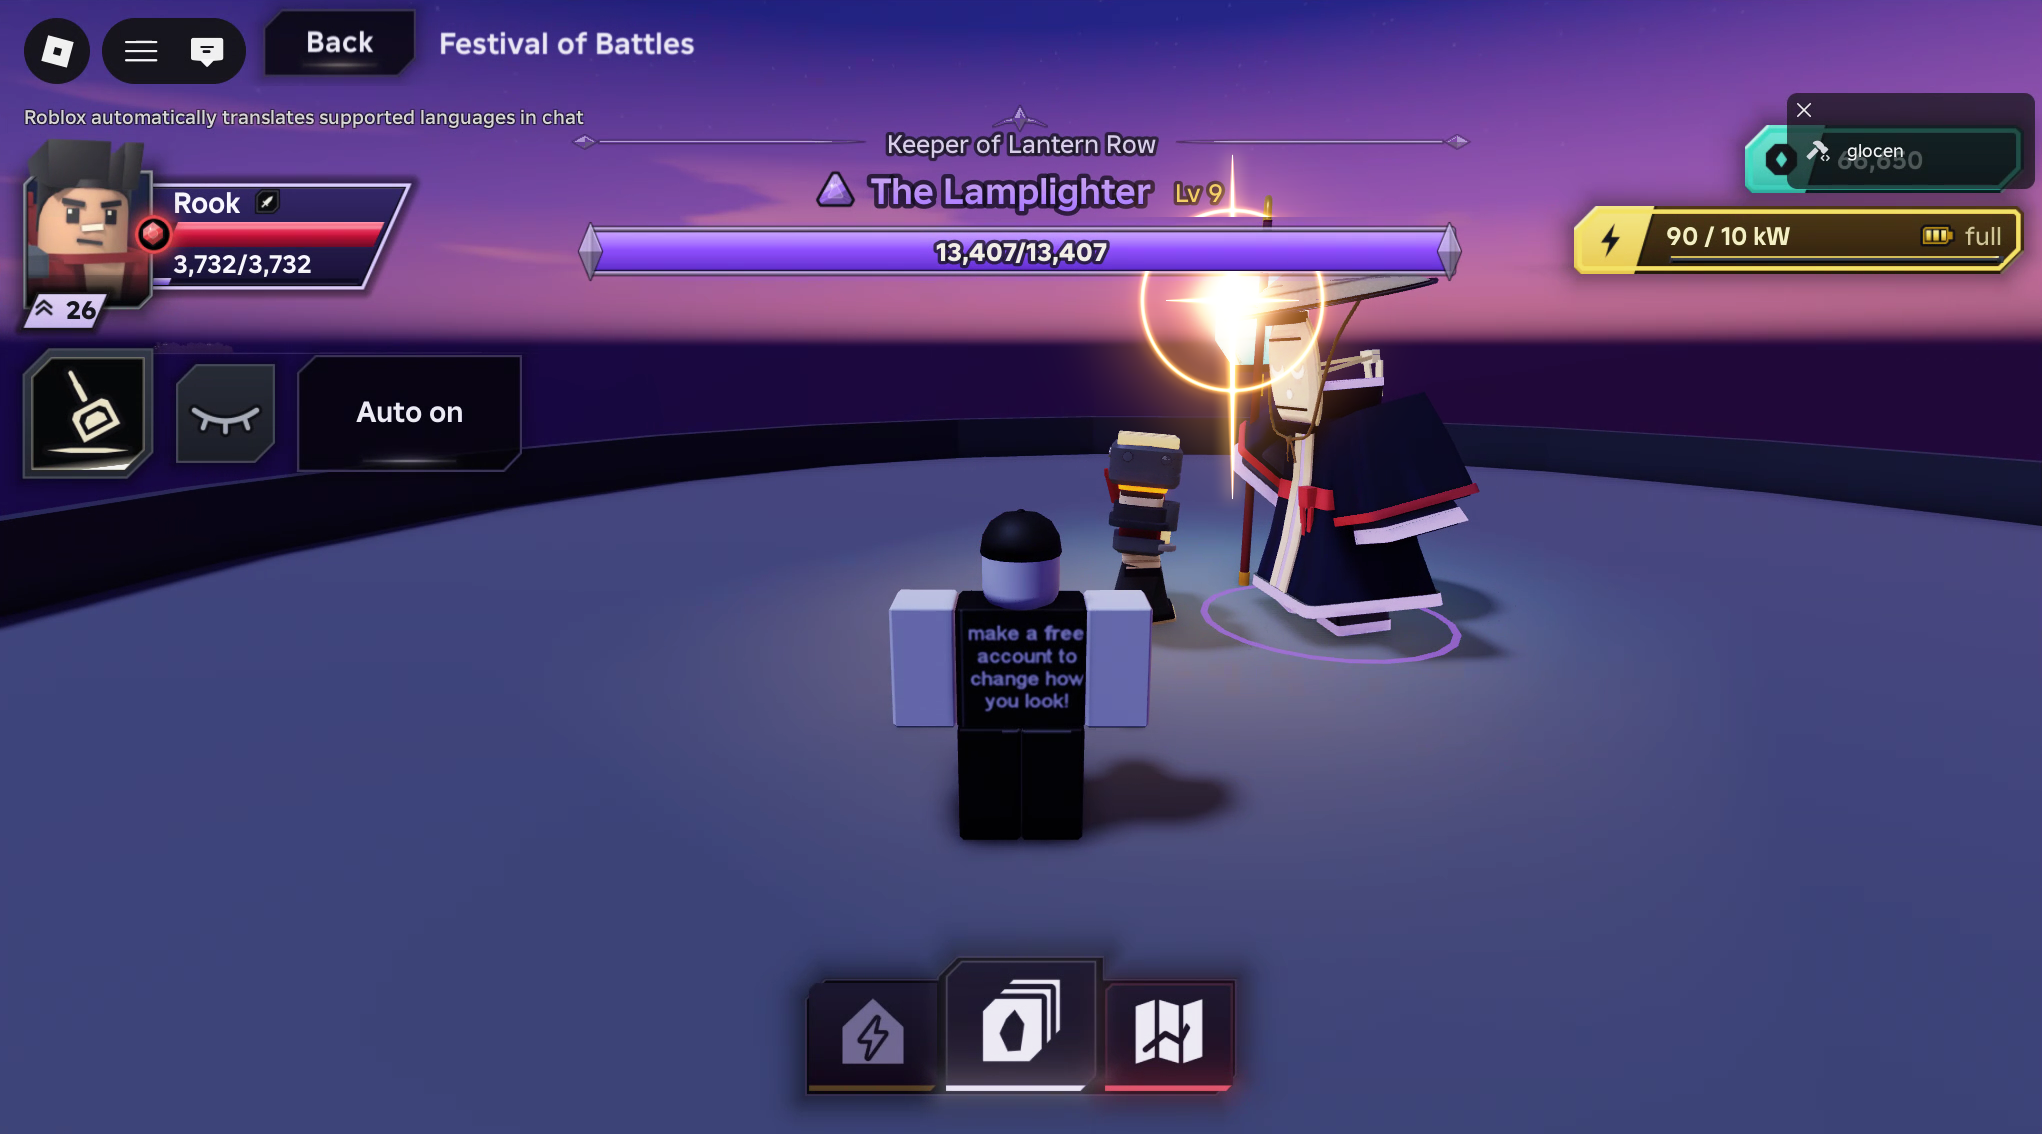 Back
Festival of Battles
Roblox automatically translates supported languages in chat
Keeper of Lantern Row
The Lamplighter Lv 9
13,407/13,407
Rook
3,732/3,732
26
Auto on
glocen
66,650
90 / 10 kW
full
make a free
account to
change how
you look!